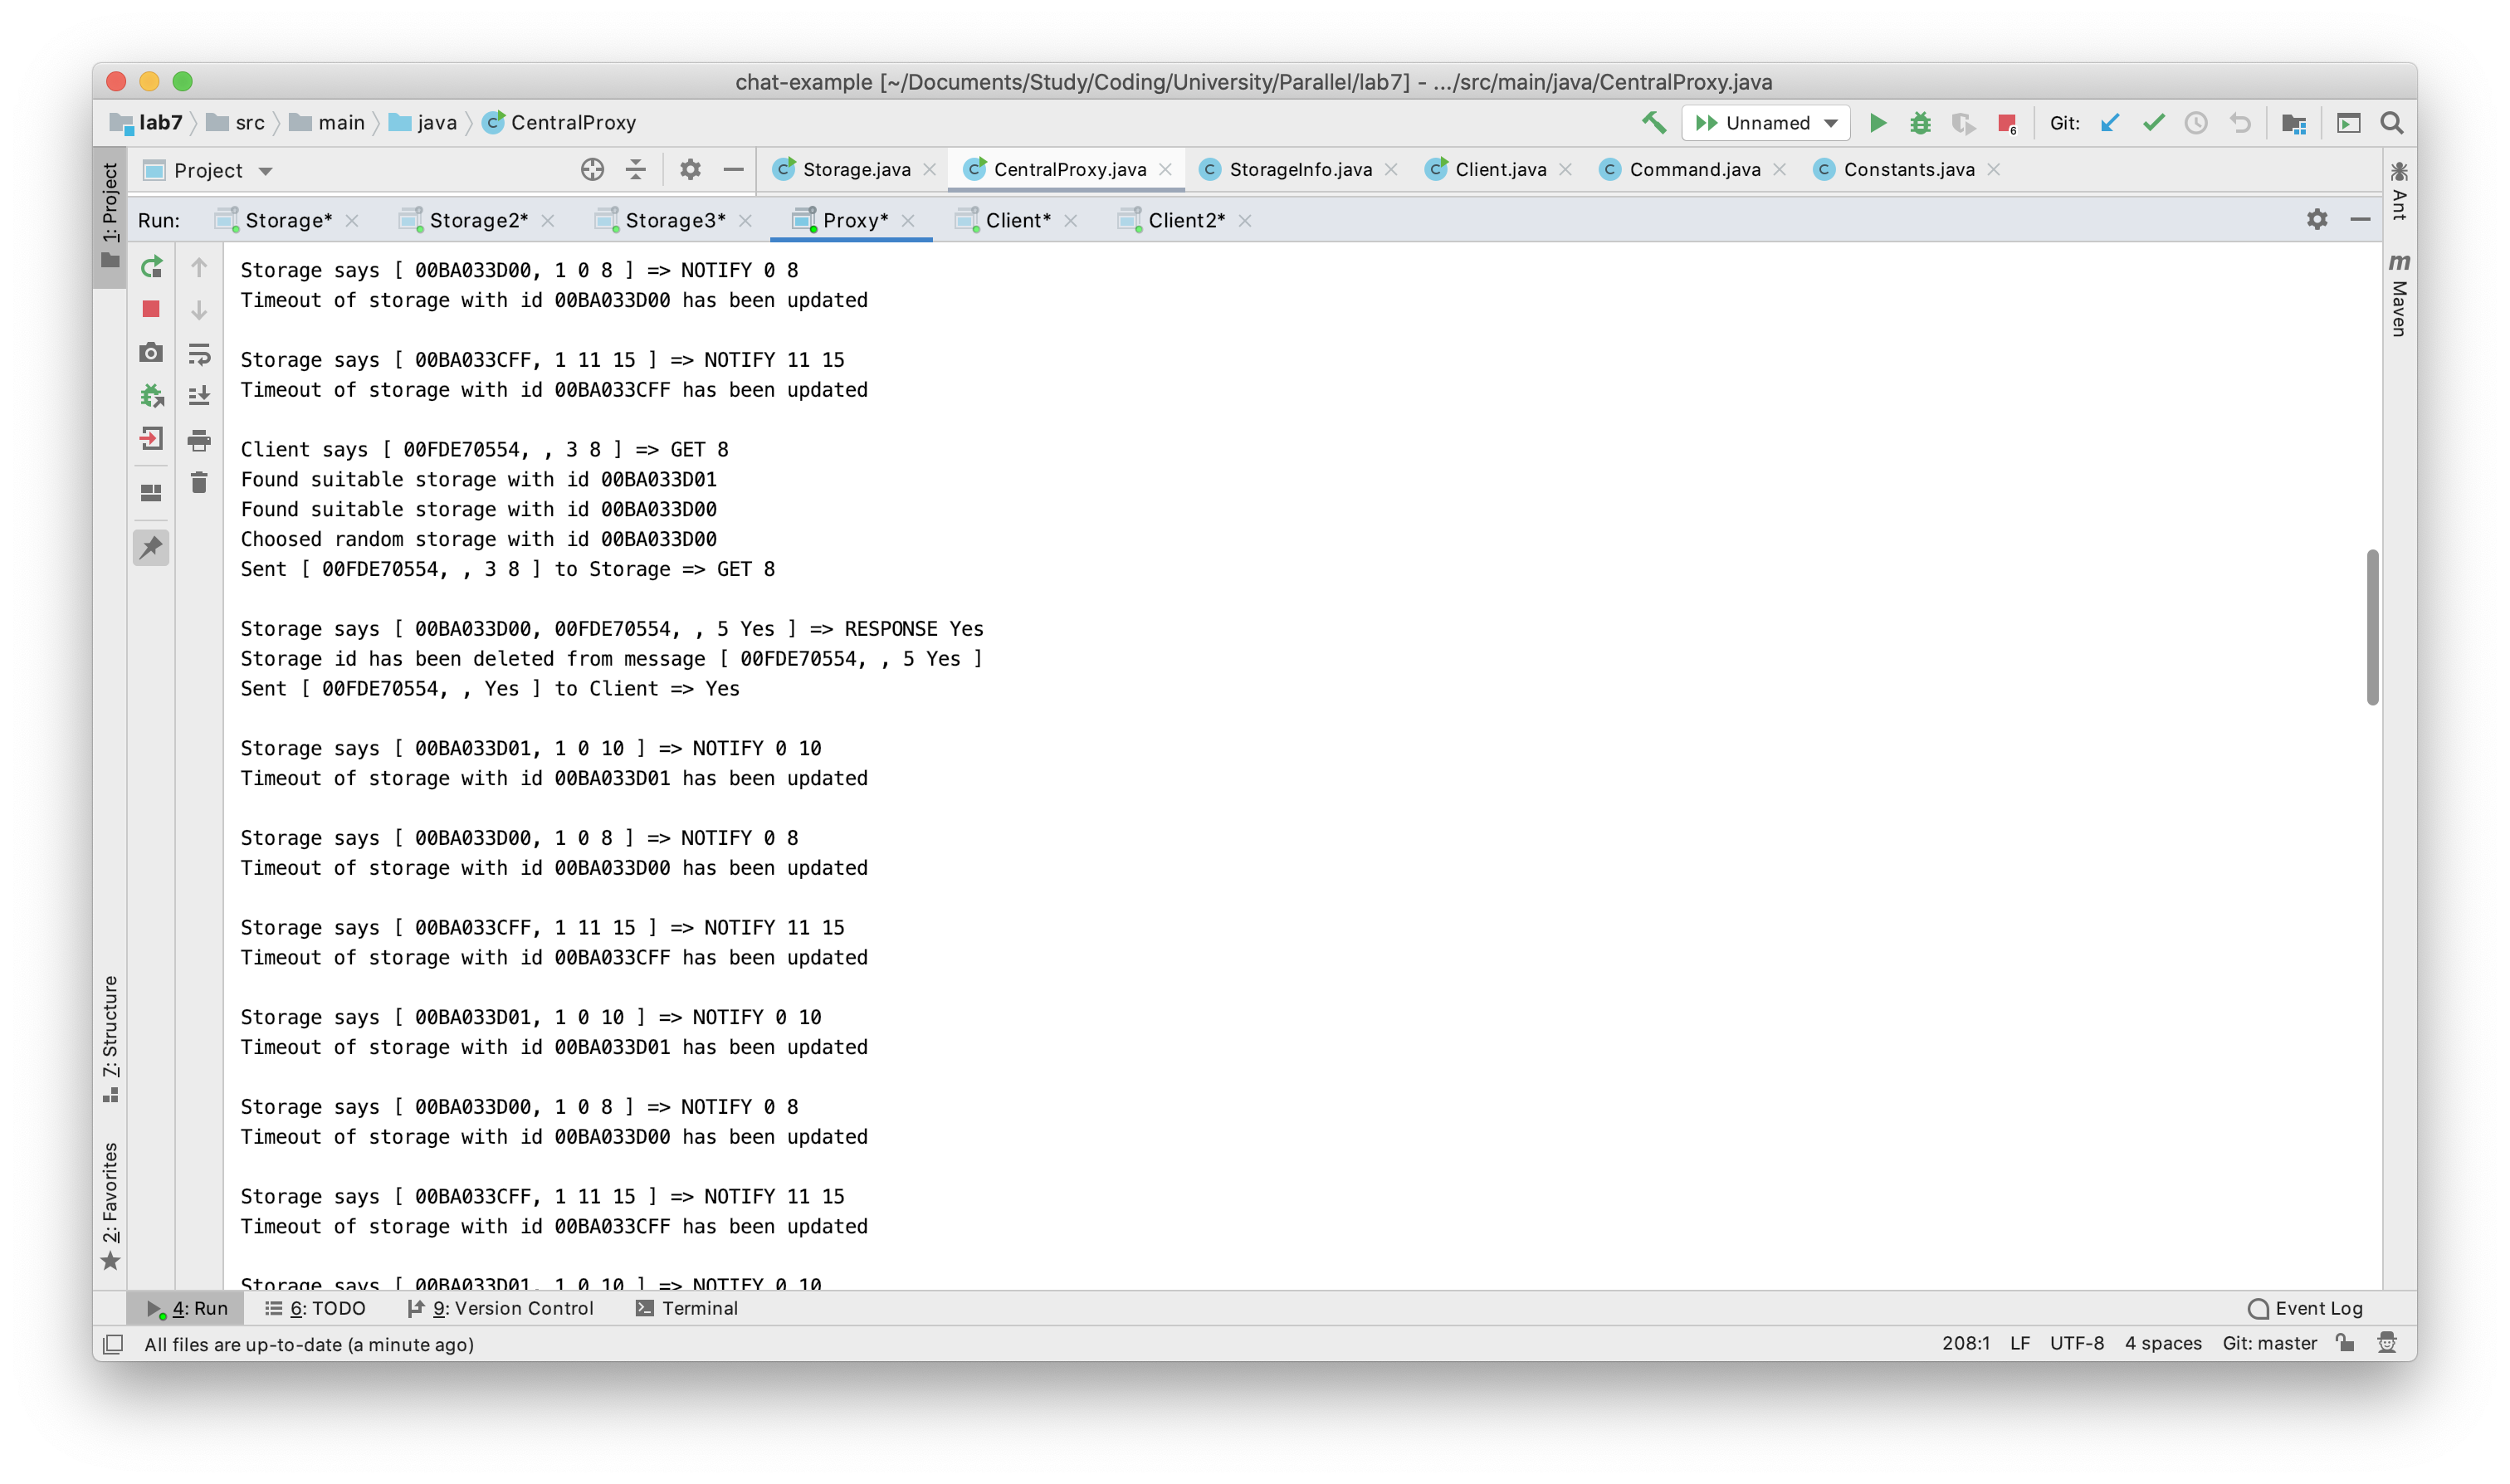 chat-example [~/Documents/Study/Coding/University/Parallel/lab7] - .../src/main/java/CentralProxy.java
lab7 src main java CentralProxy
Unnamed
6
Git:
1: Project
Project
Storage.java
CentralProxy.java
StorageInfo.java
Client.java
Command.java
Constants.java
Ant
Maven
Run:
Storage*
Storage2*
Storage3*
Proxy*
Client*
Client2*
Storage says [ 00BA033D00, 1 0 8 ] => NOTIFY 0 8
Timeout of storage with id 00BA033D00 has been updated
Storage says [ 00BA033CFF, 1 11 15 ] => NOTIFY 11 15
Timeout of storage with id 00BA033CFF has been updated
Client says [ 00FDE70554, , 3 8 ] => GET 8
Found suitable storage with id 00BA033D01
Found suitable storage with id 00BA033D00
Choosed random storage with id 00BA033D00
Sent [ 00FDE70554, , 3 8 ] to Storage => GET 8
Storage says [ 00BA033D00, 00FDE70554, , 5 Yes ] => RESPONSE Yes
Storage id has been deleted from message [ 00FDE70554, , 5 Yes ]
Sent [ 00FDE70554, , Yes ] to Client => Yes
Storage says [ 00BA033D01, 1 0 10 ] => NOTIFY 0 10
Timeout of storage with id 00BA033D01 has been updated
Storage says [ 00BA033D00, 1 0 8 ] => NOTIFY 0 8
Timeout of storage with id 00BA033D00 has been updated
Storage says [ 00BA033CFF, 1 11 15 ] => NOTIFY 11 15
Timeout of storage with id 00BA033CFF has been updated
Storage says [ 00BA033D01, 1 0 10 ] => NOTIFY 0 10
Timeout of storage with id 00BA033D01 has been updated
Storage says [ 00BA033D00, 1 0 8 ] => NOTIFY 0 8
Timeout of storage with id 00BA033D00 has been updated
Storage says [ 00BA033CFF, 1 11 15 ] => NOTIFY 11 15
Timeout of storage with id 00BA033CFF has been updated
Storage says [ 00BA033D01, 1 0 10 ] => NOTIFY 0 10
7: Structure
2: Favorites
4: Run
6: TODO
9: Version Control
Terminal
Event Log
All files are up-to-date (a minute ago)
208:1 LF UTF-8 4 spaces Git: master